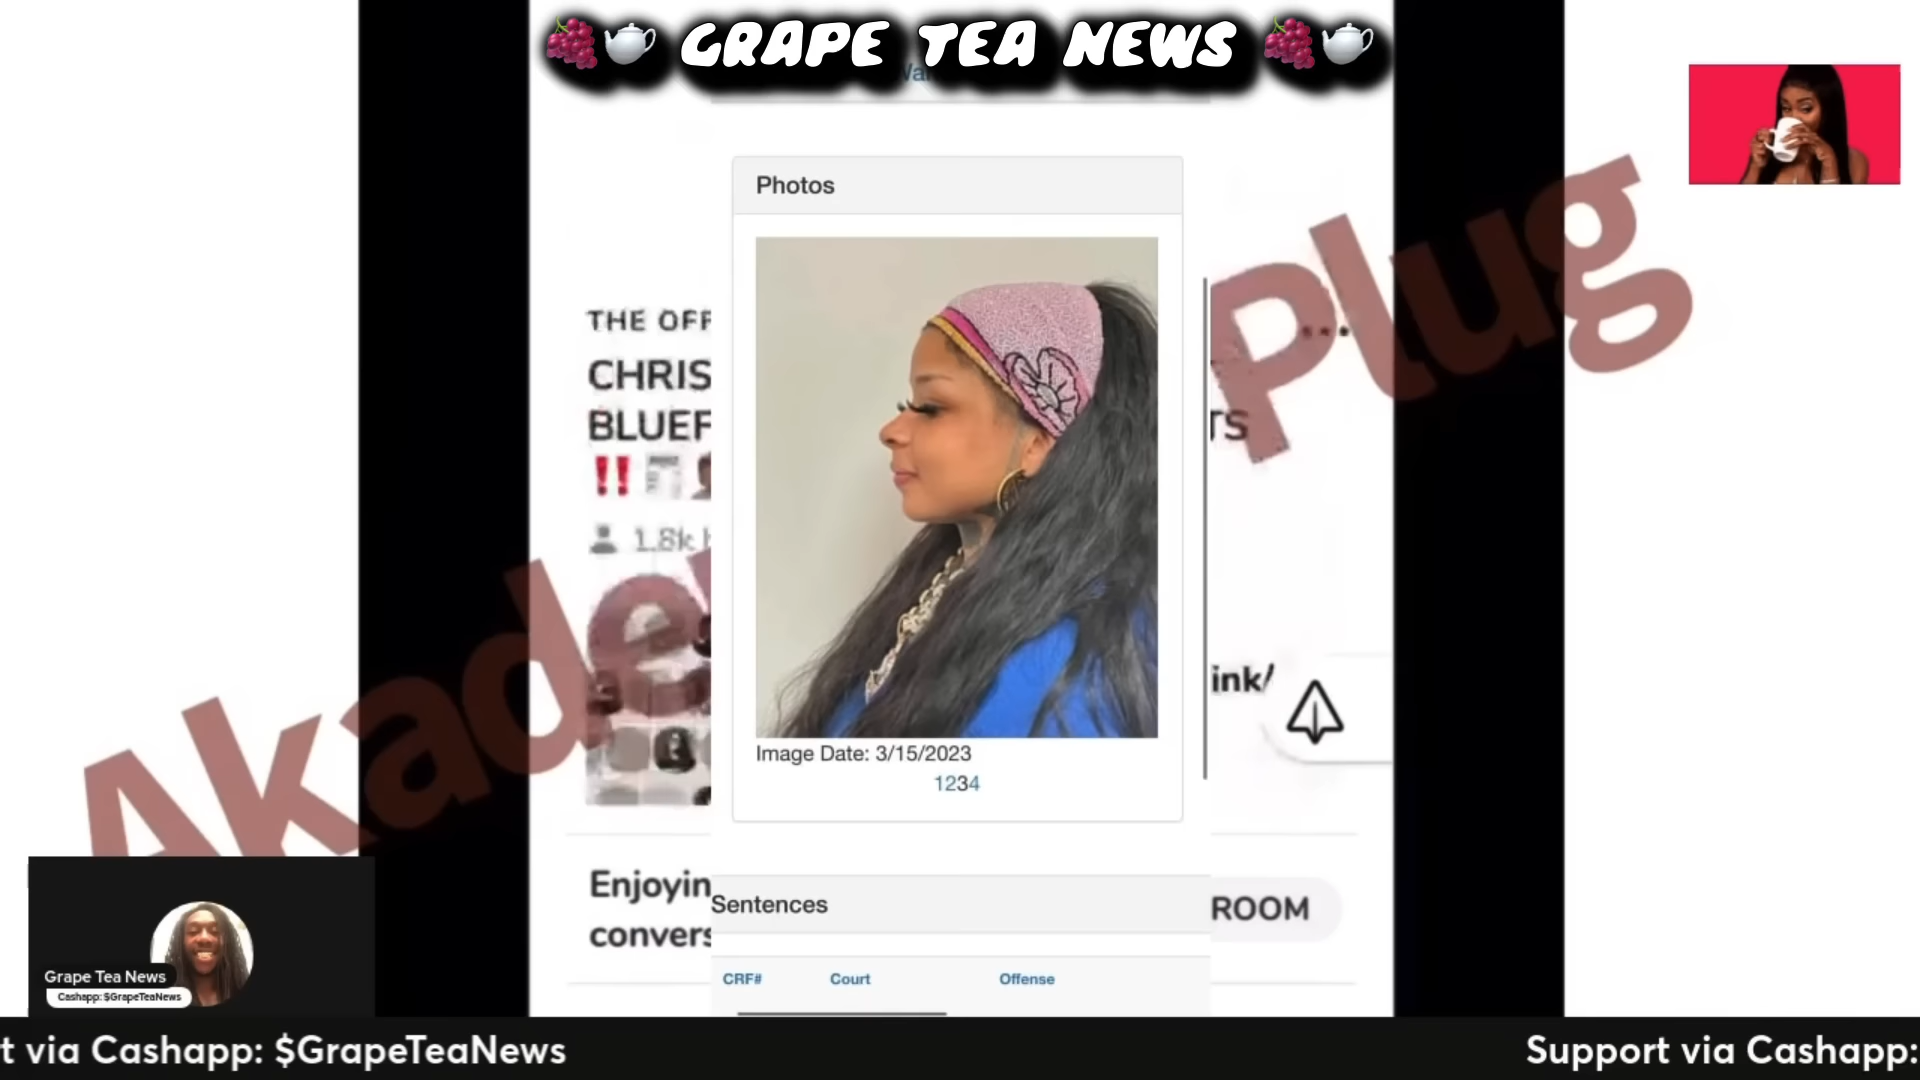 GRAPE TEA NEWS
Photos
THE OFF
CHRIS
BLUEF
TS
1.8k
Image Date: 3/15/2023
1234
ink/
Akade
Plug
Enjoyin
convers
ROOM
Sentences
CRF# Court Offense
Grape Tea News
Cashapp: $GrapeTeaNews
t via Cashapp: $GrapeTeaNews
Support via Cashapp: